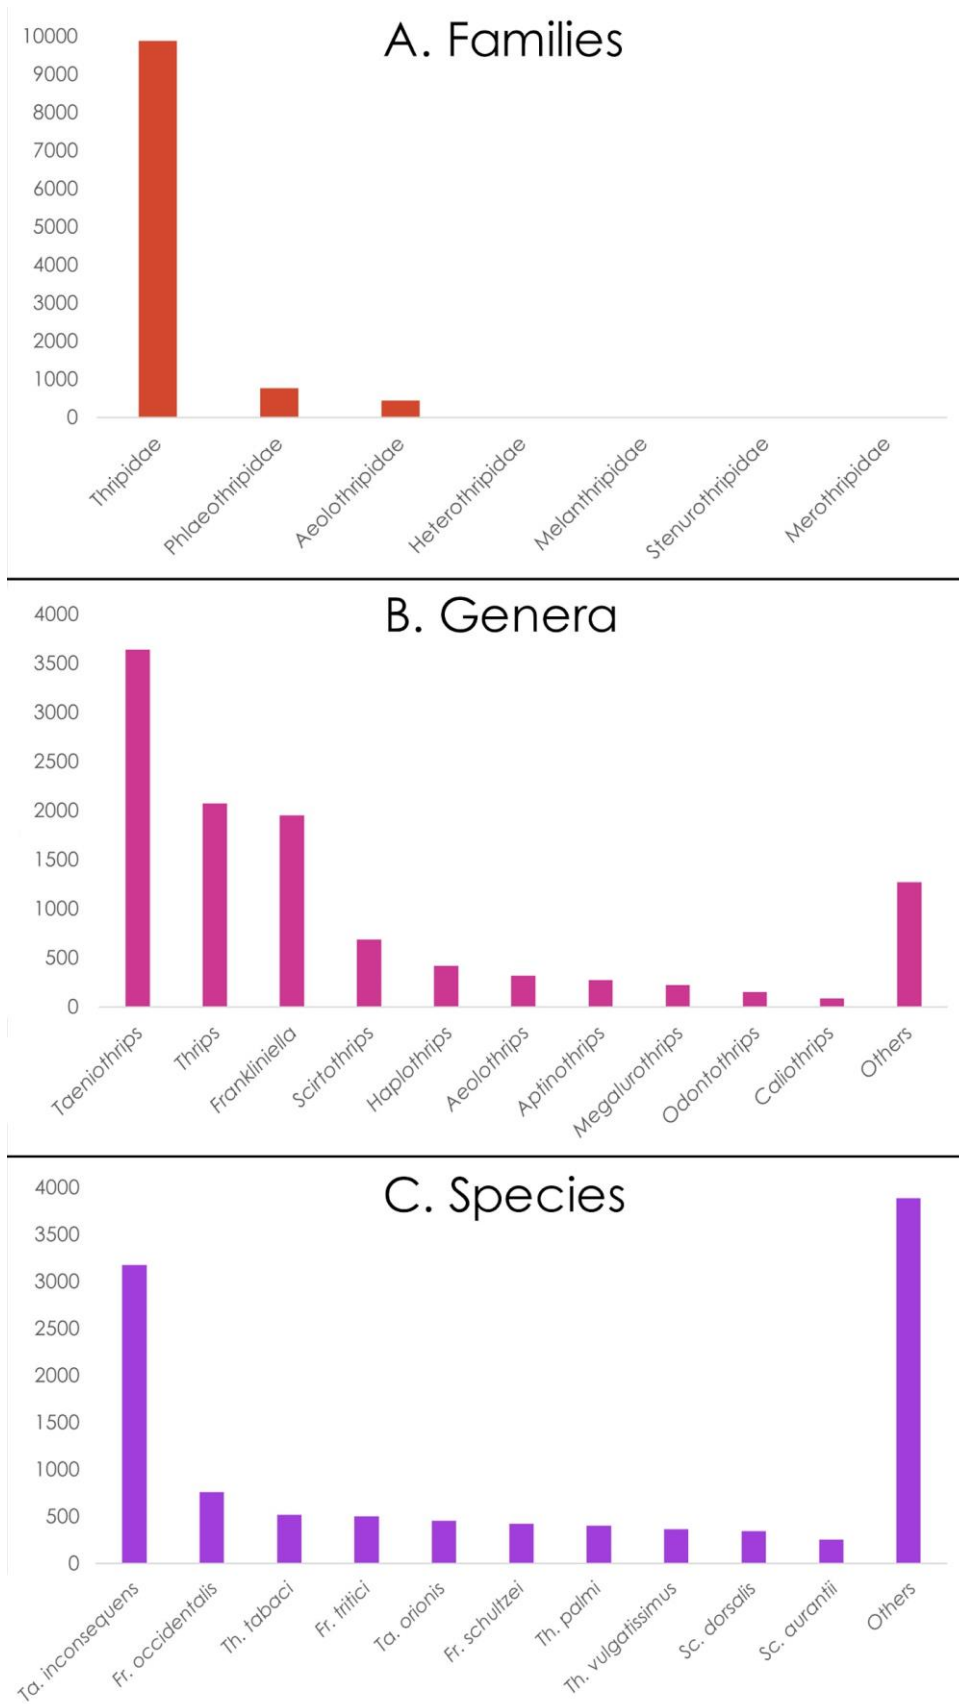 A. Families
10000
9000
8000
7000
6000
5000
4000
3000
2000
1000
0
Thripidae
Phlaeothripidae
Aeolothripidae
Heterothripidae
Melanthripidae
Stenurothripidae
Merothripidae
B. Genera
4000
3500
3000
2500
2000
1500
1000
500
0
Taeniothrips
Thrips
Frankliniella
Scirtothrips
Haplothrips
Aeolothrips
Aptinothrips
Megalurothrips
Odontothrips
Caliothrips
Others
C. Species
4000
3500
3000
2500
2000
1500
1000
500
0
Ta. inconsequens
Fr. occidentalis
Th. tabaci
Fr. tritici
Ta. orionis
Fr. schultzei
Th. palmi
Th. vulgatissimus
Sc. dorsalis
Sc. aurantii
Others